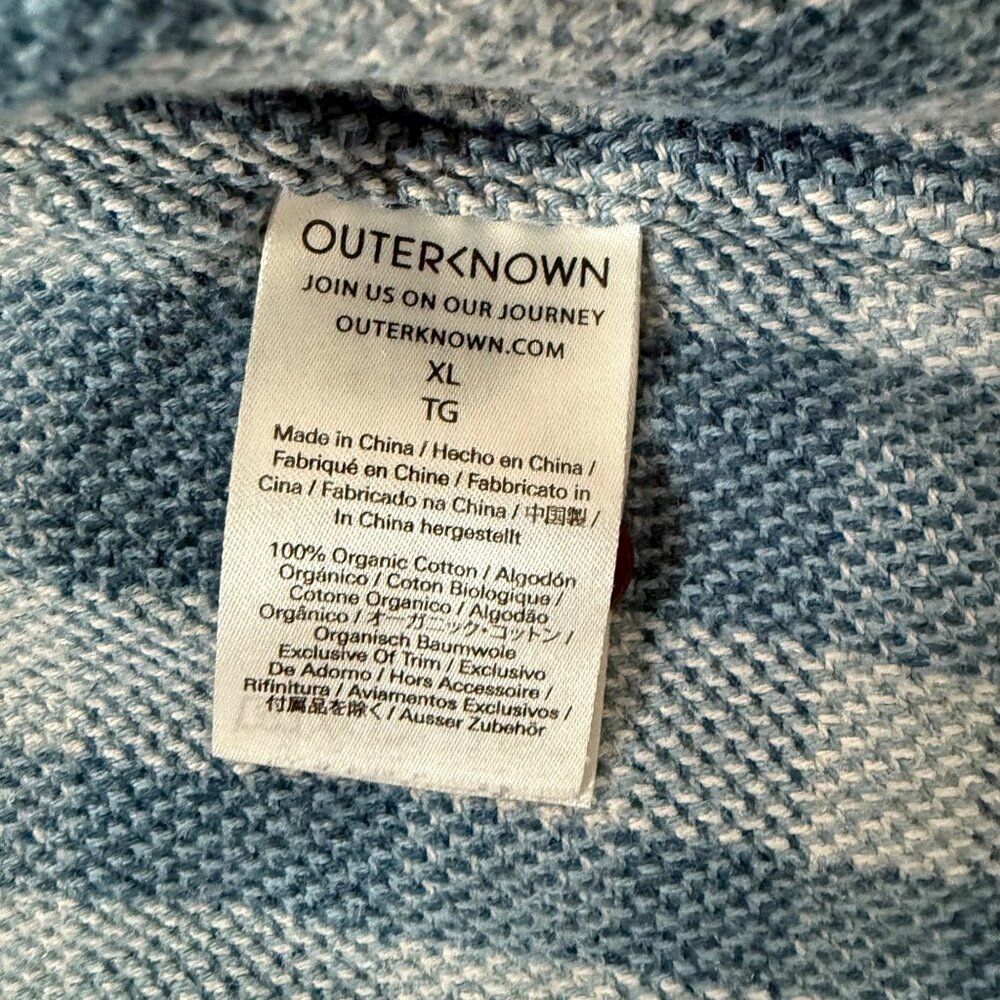 OUTERKNOWN
JOIN US ON OUR JOURNEY
OUTERKNOWN.COM
XL
TG
Made in China / Hecho en China /
Fabriqué en Chine / Fabbricato in
Cina / Fabricado na China / 中国製 /
In China hergestellt
100% Organic Cotton / Algodón
Orgánico / Coton Biologique /
Cotone Organico / Algodão
Orgânico / オーガニック・コットン /
Organisch Baumwole
Exclusive Of Trim / Exclusivo
De Adorno / Hors Accessoire /
Rifinitura / Aviamentos Exclusivos /
付属品を除く / Ausser Zubehör